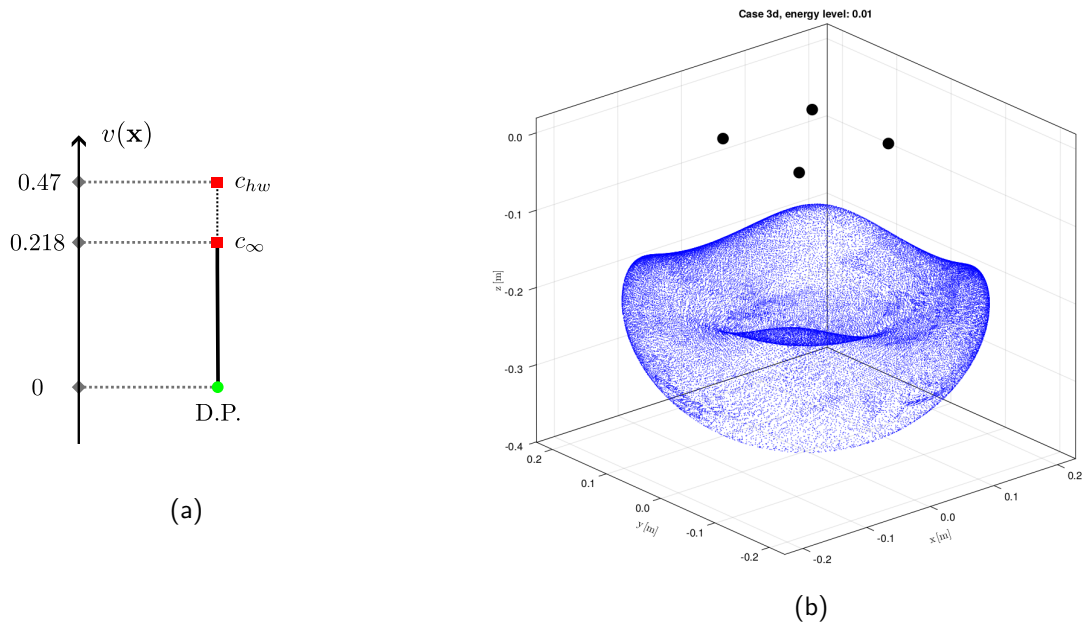 v(x)
0.47
c_{hw}
0.218
c_∞
0
D.P.
(a)
Case 3d, energy level: 0.01
0.0
-0.1
-0.2
-0.3
-0.4
z [m]
0.2
0.1
0.0
-0.1
-0.2
y [m]
-0.2
-0.1
0.0
0.1
0.2
x [m]
(b)